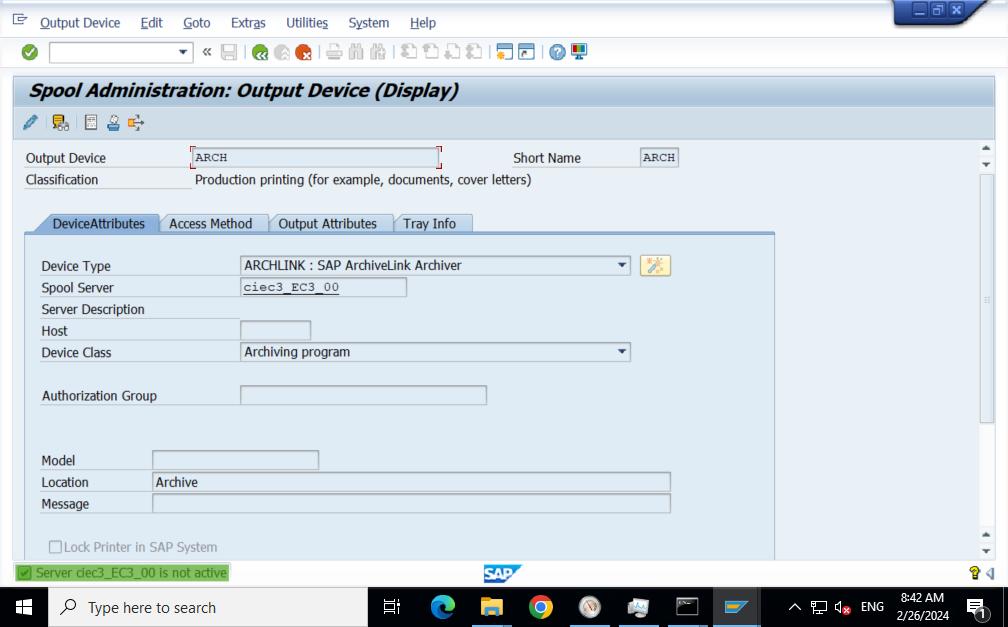 Output Device Edit Goto Extras Utilities System Help
Spool Administration: Output Device (Display)
Output Device ARCH Short Name ARCH
Classification Production printing (for example, documents, cover letters)
DeviceAttributes Access Method Output Attributes Tray Info
Device Type ARCHLINK : SAP ArchiveLink Archiver
Spool Server ciec3_EC3_00
Server Description
Host
Device Class Archiving program
Authorization Group
Model
Location Archive
Message
Lock Printer in SAP System
Server ciec3_EC3_00 is not active SAP
Type here to search ENG 8:42 AM
2/26/2024 1